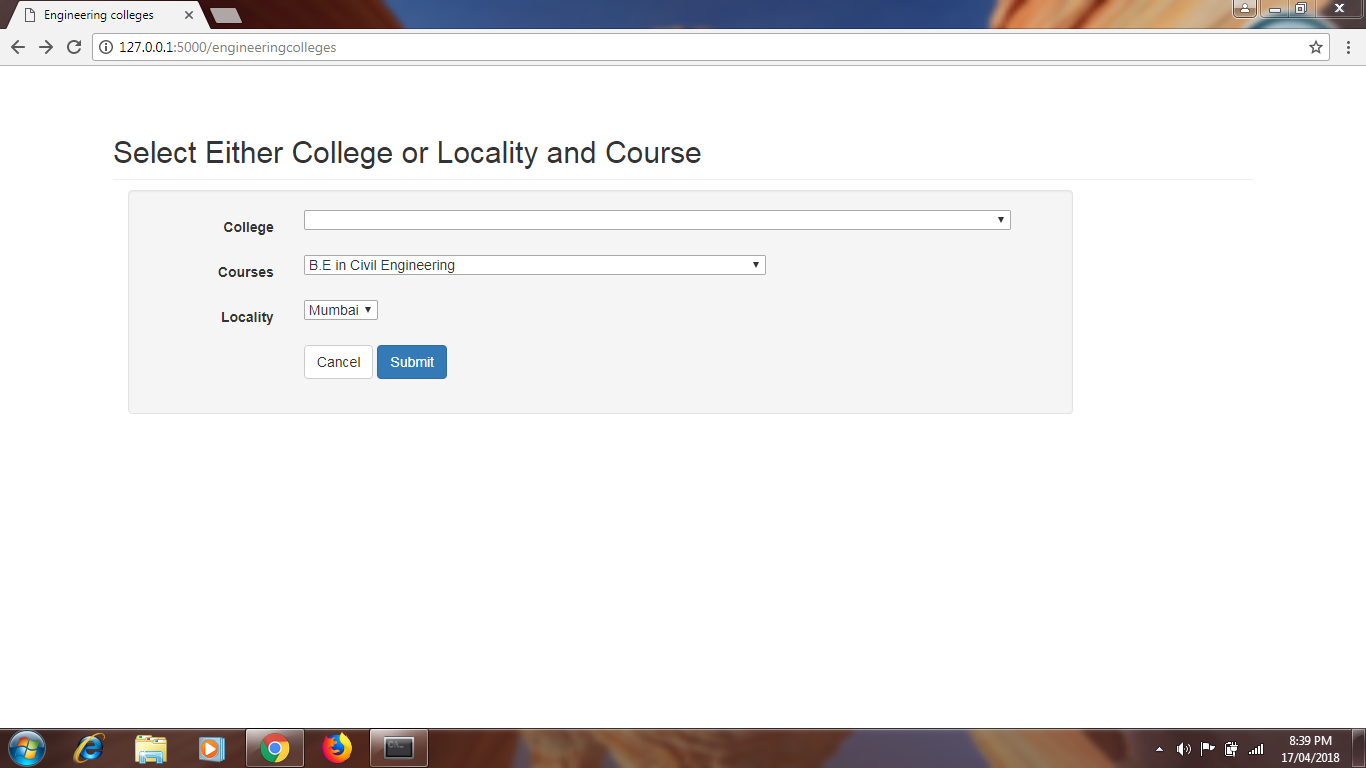 Engineering colleges
127.0.0.1:5000/engineeringcolleges
Select Either College or Locality and Course
College
Courses B.E in Civil Engineering
Locality Mumbai
Cancel Submit
8:39 PM
17/04/2018